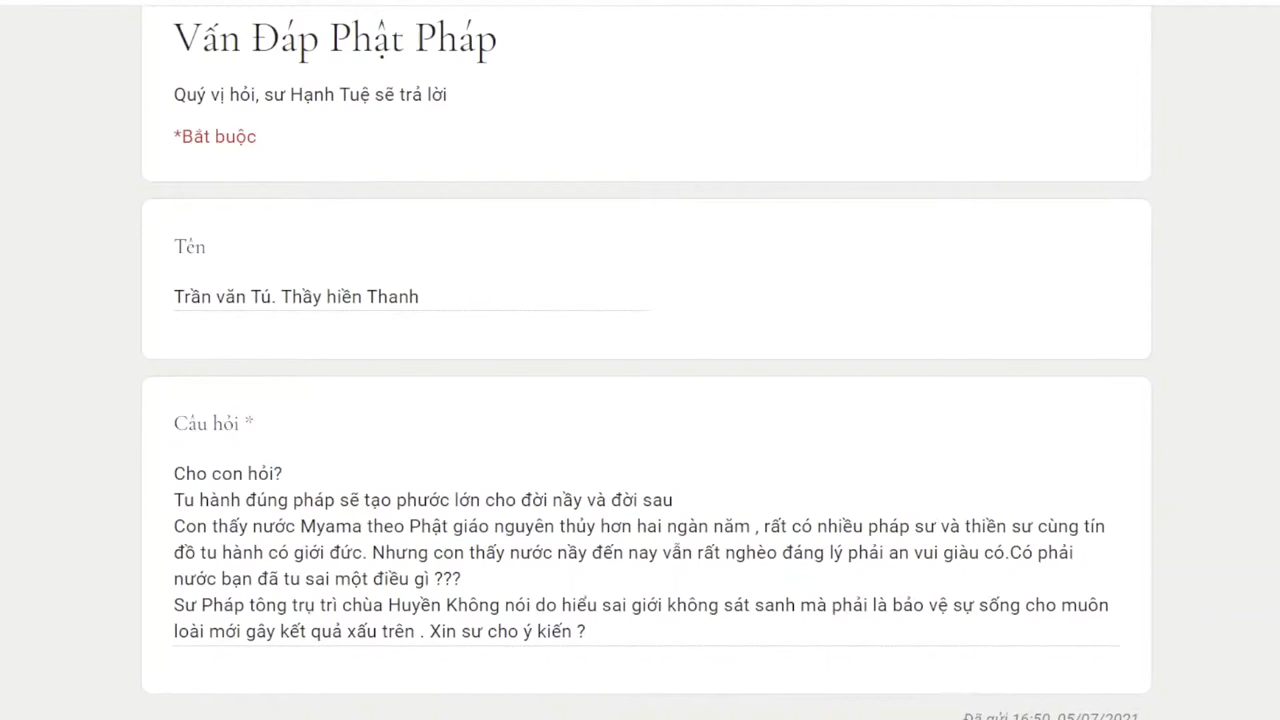 Vấn Đáp Phật Pháp
Quý vị hỏi, sư Hạnh Tuệ sẽ trả lời
*Bắt buộc
Tên
Trần văn Tú. Thầy hiền Thanh
Câu hỏi *
Cho con hỏi?
Tu hành đúng pháp sẽ tạo phước lớn cho đời nầy và đời sau
Con thấy nước Myama theo Phật giáo nguyên thủy hơn hai ngàn năm , rất có nhiều pháp sư và thiền sư cùng tín
đồ tu hành có giới đức. Nhưng con thấy nước nầy đến nay vẫn rất nghèo đáng lý phải an vui giàu có.Có phải
nước bạn đã tu sai một điều gì ???
Sư Pháp tông trụ trì chùa Huyền Không nói do hiểu sai giới không sát sanh mà phải là bảo vệ sự sống cho muôn
loài mới gây kết quả xấu trên . Xin sư cho ý kiến ?
Đã gửi 16:50, 05/07/2021